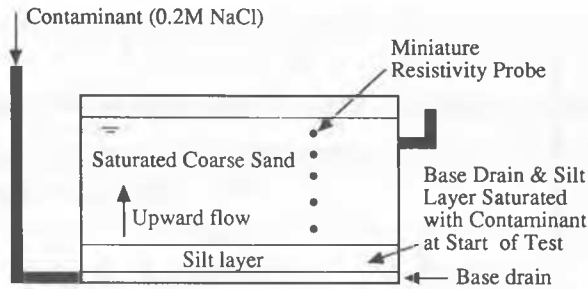 Contaminant (0.2M NaCl)
Miniature
Resistivity Probe
Saturated Coarse Sand
Base Drain & Silt
Layer Saturated
with Contaminant
at Start of Test
Upward flow
Silt layer
Base drain